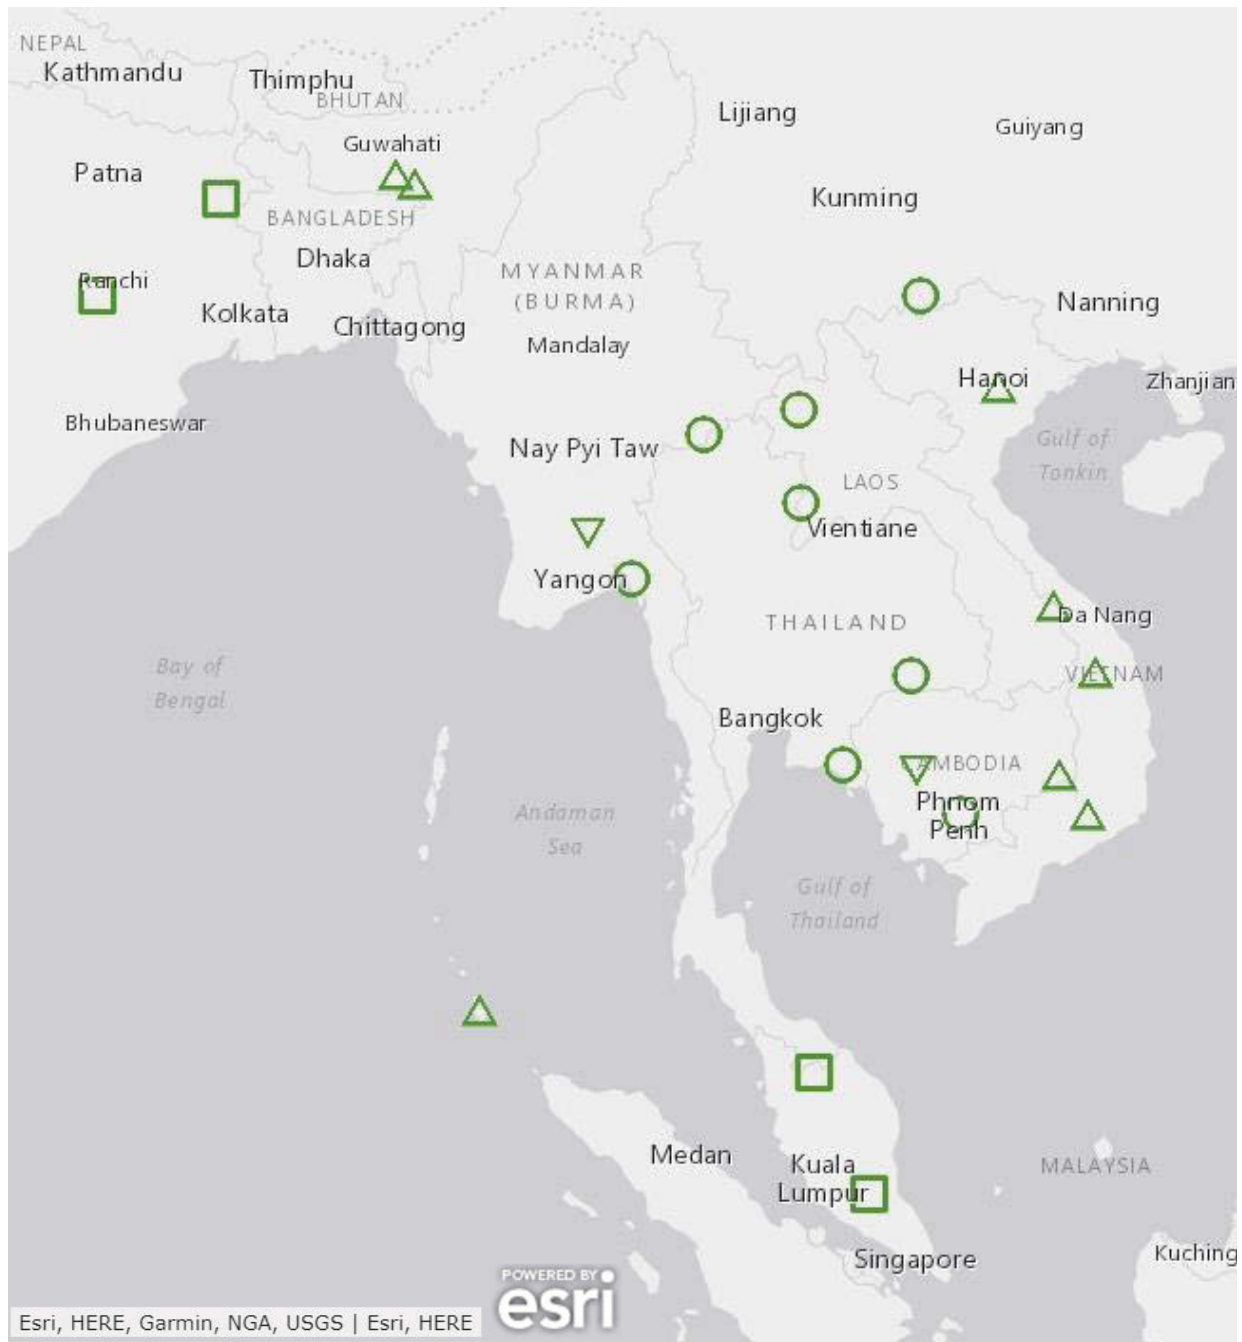 NEPAL
Kathmandu
Thimphu
BHUTAN
Lijiang
Guiyang
Guwahati
Patna
Kunming
BANGLADESH
Dhaka
MYANMAR
(BURMA)
Ranchi
Nanning
Kolkata
Chittagong
Mandalay
Hanoi
Zhanjian
Bhubaneswar
Nay Pyi Taw
Gulf of
Tonkin
LAOS
Vientiane
Yangon
THAILAND
Da Nang
Bay of
Bengal
VIETNAM
Bangkok
CAMBODIA
Phnom
Penh
Andaman
Sea
Gulf of
Thailand
Medan
Kuala
Lumpur
MALAYSIA
Singapore
Kuching
POWERED BY
esri
Esri, HERE, Garmin, NGA, USGS | Esri, HERE